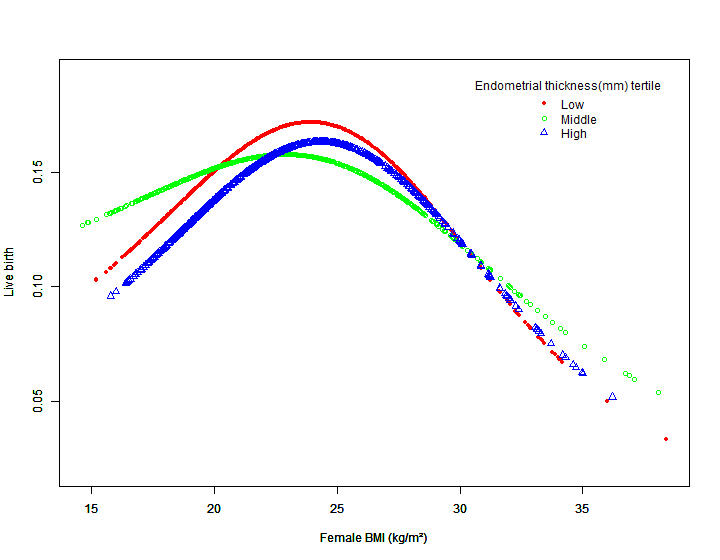 Endometrial thickness(mm) tertile
Low
Middle
High
0.15
0.10
0.05
Live birth
15 20 25 30 35
Female BMI (kg/m²)